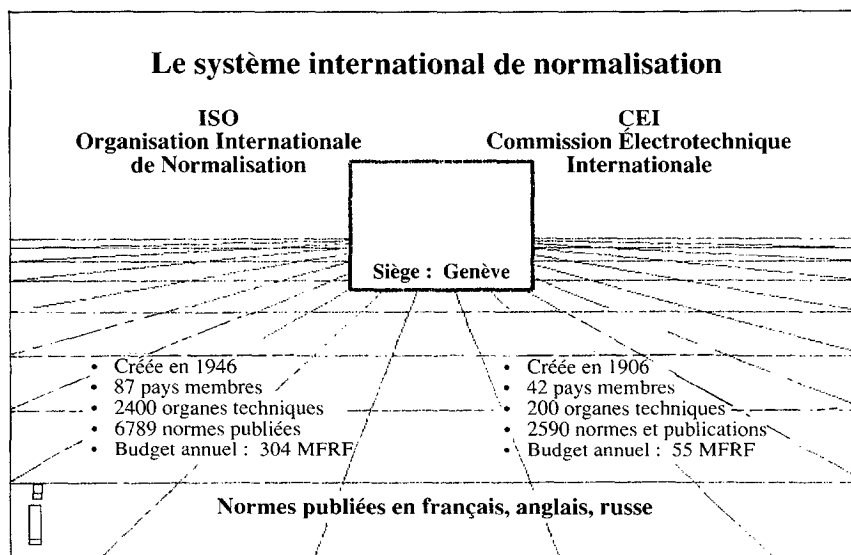 Le système international de normalisation
ISO
Organisation Internationale
de Normalisation
CEI
Commission Électrotechnique
Internationale
Siège : Genève
• Créée en 1946
• 87 pays membres
• 2400 organes techniques
• 6789 normes publiées
• Budget annuel : 304 MFRF
• Créée en 1906
• 42 pays membres
• 200 organes techniques
• 2590 normes et publications
• Budget annuel : 55 MFRF
Normes publiées en français, anglais, russe